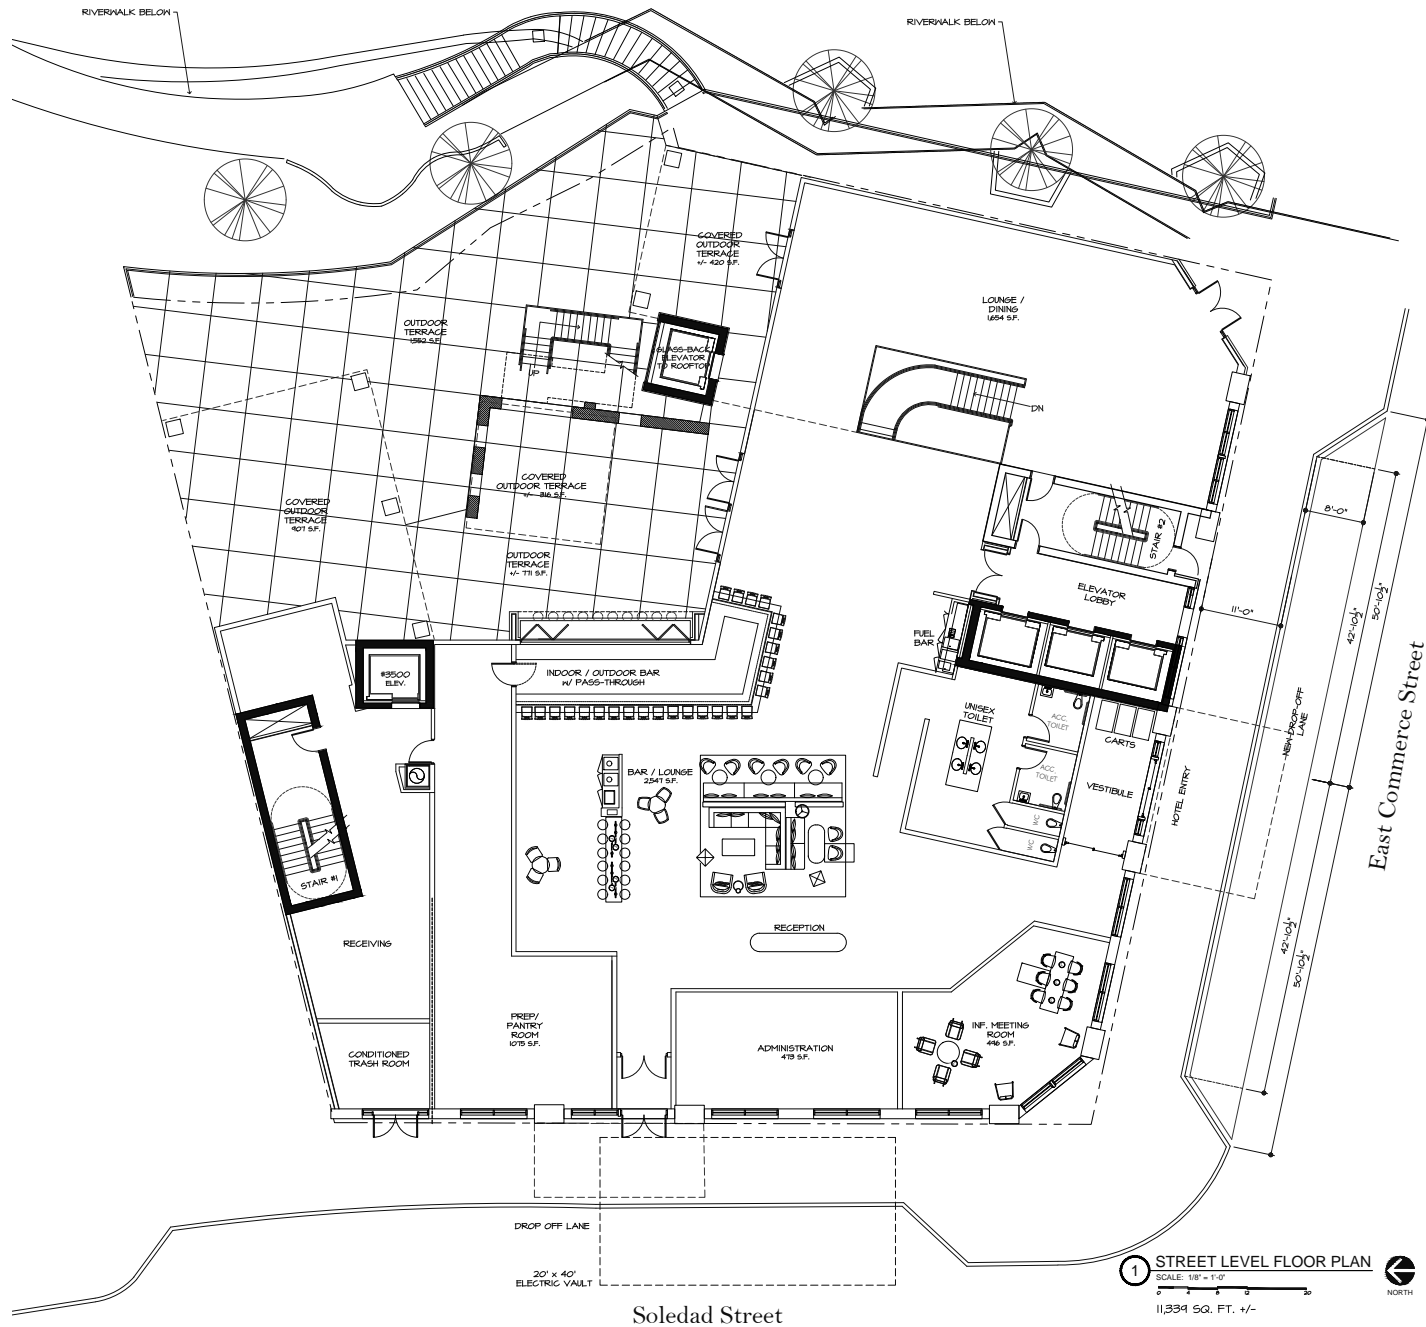 RIVERWALK BELOW
RIVERWALK BELOW
COVERED
OUTDOOR
TERRACE
+/- 420 S.F.
LOUNGE /
DINING
1,654 S.F.
OUTDOOR
TERRACE
1,552 S.F.
GLASS-BACK
ELEVATOR
TO ROOFTOP
UP
DN
COVERED
OUTDOOR TERRACE
+/- 316 S.F.
COVERED
OUTDOOR
TERRACE
907 S.F.
8'-0"
STAIR #2
OUTDOOR
TERRACE
+/- 771 S.F.
ELEVATOR
LOBBY
11'-0"
42'-10½"
50'-10½"
FUEL
BAR
#3500
ELEV.
INDOOR / OUTDOOR BAR
w/ PASS-THROUGH
UNISEX
TOILET
ACC.
TOILET
CARTS
NEW DROP-OFF
LANE
East Commerce Street
BAR / LOUNGE
2,547 S.F.
ACC.
TOILET
VESTIBULE
HOTEL ENTRY
WC
WC
STAIR #1
RECEIVING
RECEPTION
42'-10½"
50'-10½"
PREP/
PANTRY
ROOM
1075 S.F.
INF. MEETING
ROOM
496 S.F.
CONDITIONED
TRASH ROOM
ADMINISTRATION
473 S.F.
DROP OFF LANE
20' x 40'
ELECTRIC VAULT
Soledad Street
1
STREET LEVEL FLOOR PLAN
SCALE: 1/8" = 1'-0"
0 4 8 12 20
11,339 SQ. FT. +/-
NORTH